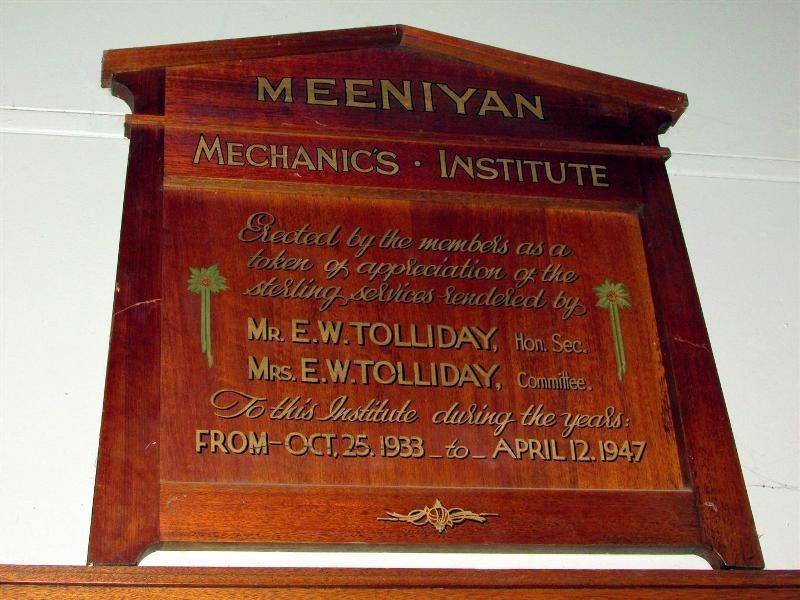 MEENIYAN
MECHANIC'S · INSTITUTE
Erected by the members as a
token of appreciation of the
sterling services rendered by
MR. E.W. TOLLIDAY, Hon. Sec.
MRS. E.W. TOLLIDAY, Committee.
To this Institute during the years:
FROM-OCT, 25. 1933 _to_ APRIL 12. 1947